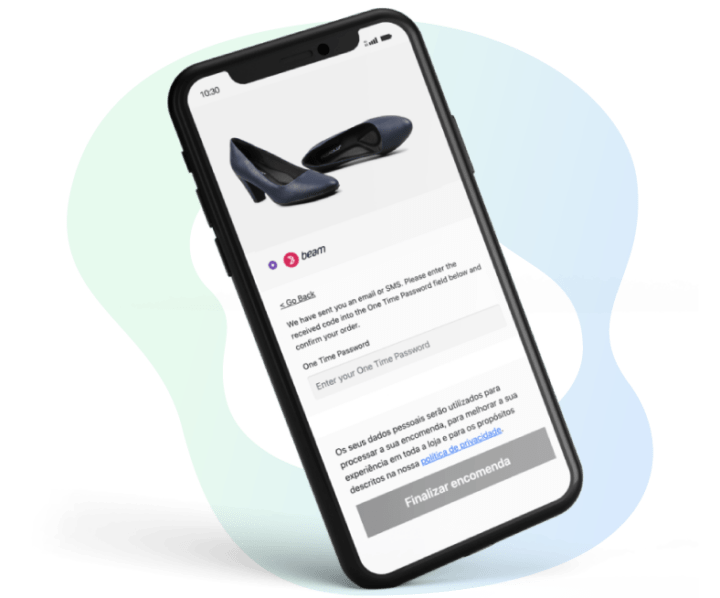 10:30
beam
< Go Back
We have sent you an email or SMS. Please enter the
received code into the One Time Password field below and
confirm your order.
One Time Password
Enter your One Time Password
Os seus dados pessoais serão utilizados para
processar a sua encomenda, para melhorar a sua
experiência em toda a loja e para os propósitos
descritos na nossa política de privacidade.
Finalizar encomenda